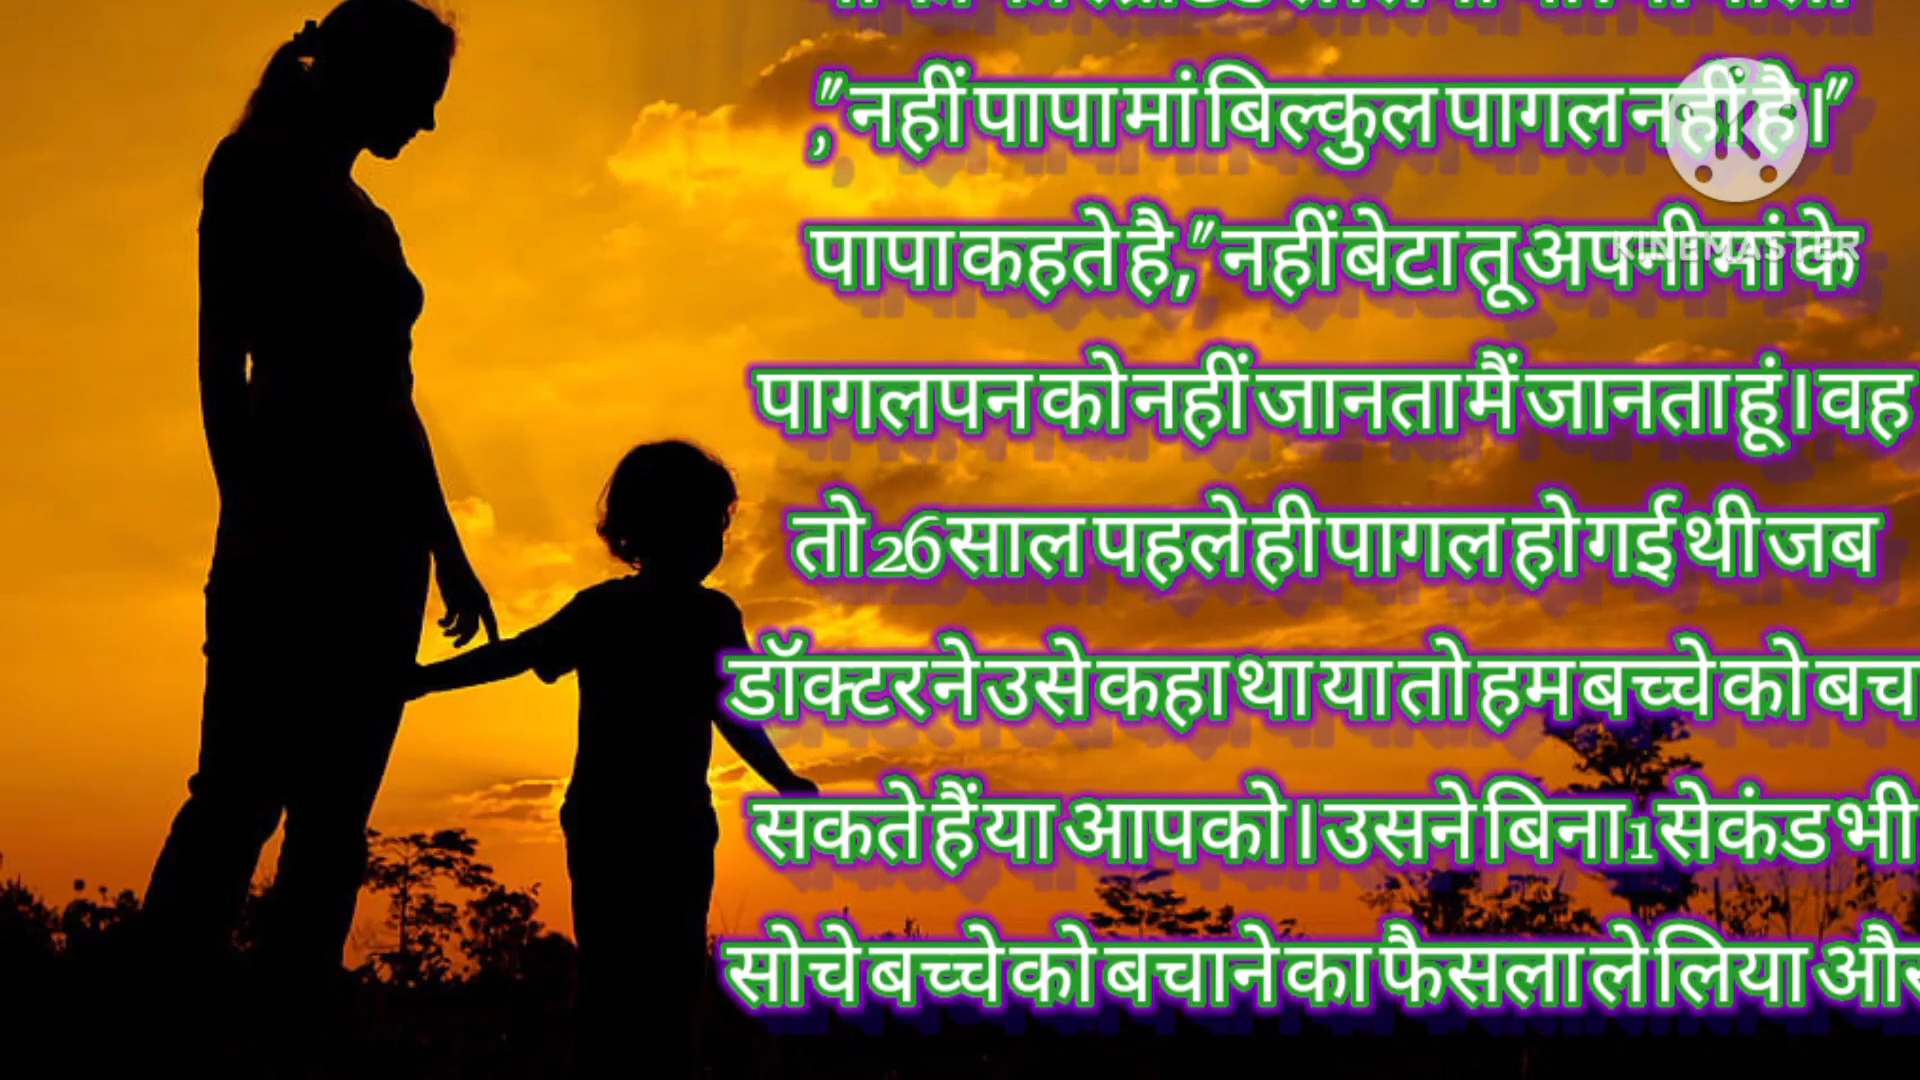 ,"नहीं पापा मां बिल्कुल पागल नहीं है।"
पापा कहते है,"नहीं बेटा तू अपनी मां के
पागलपन को नहीं जानता मैं जानता हूं। वह
तो 26 साल पहले ही पागल हो गई थी जब
डॉक्टर ने उसे कहा था या तो हम बच्चे को बचा
सकते हैं या आपको। उसने बिना 1 सेकंड भी
सोचे बच्चे को बचाने का फैसला ले लिया और
KINEMASTER